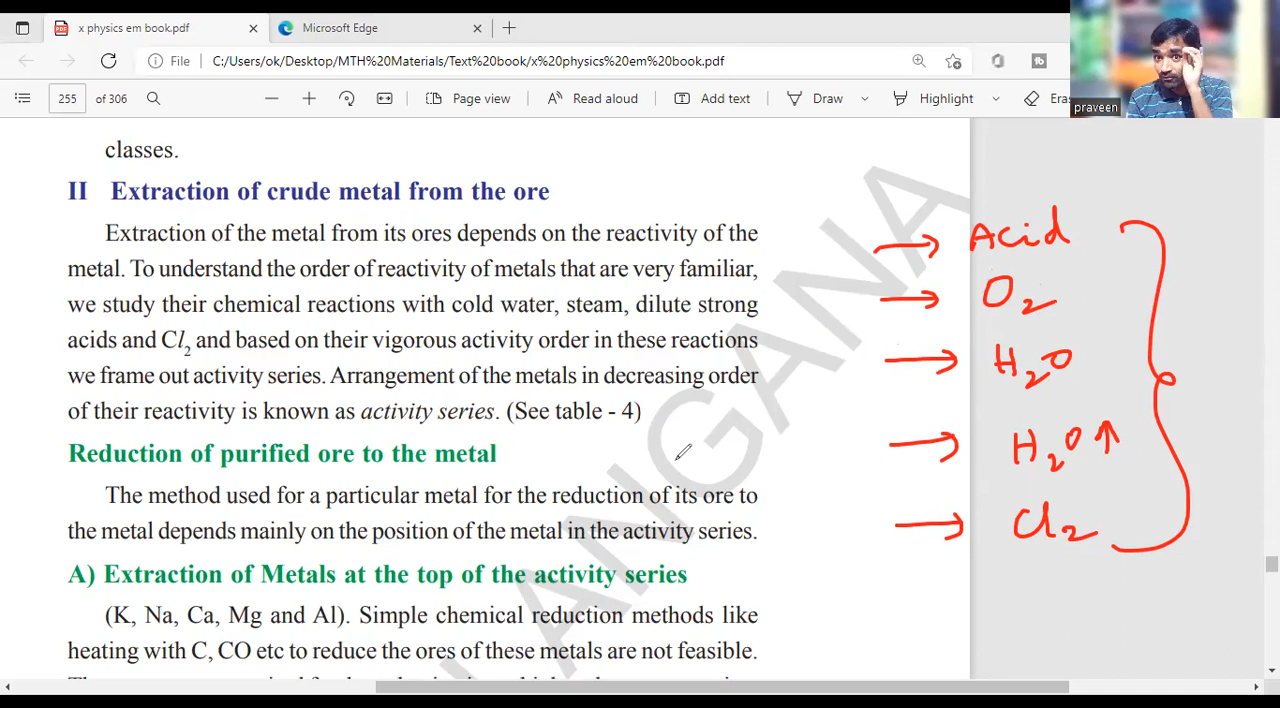 x physics em book.pdf
Microsoft Edge
File
C:/Users/ok/Desktop/MTH%20Materials/Text%20book/x%20physics%20em%20book.pdf
255 of 306
Page view
Read aloud
Add text
Draw
Highlight
Eras
praveen
classes.
II Extraction of crude metal from the ore
Extraction of the metal from its ores depends on the reactivity of the
metal. To understand the order of reactivity of metals that are very familiar,
we study their chemical reactions with cold water, steam, dilute strong
acids and Cl2 and based on their vigorous activity order in these reactions
we frame out activity series. Arrangement of the metals in decreasing order
of their reactivity is known as activity series. (See table - 4)
Reduction of purified ore to the metal
The method used for a particular metal for the reduction of its ore to
the metal depends mainly on the position of the metal in the activity series.
A) Extraction of Metals at the top of the activity series
(K, Na, Ca, Mg and Al). Simple chemical reduction methods like
heating with C, CO etc to reduce the ores of these metals are not feasible.
→ Acid
→ O2
→ H2O
→ H2O ↑
→ Cl2
LANGANA